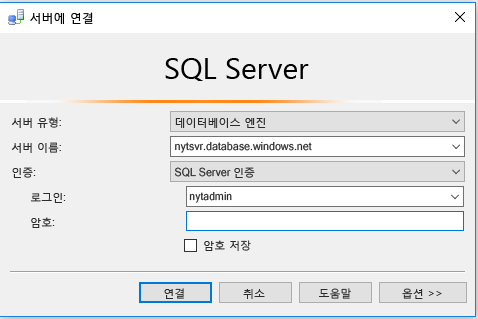 서버에 연결
SQL Server
서버 유형: 데이터베이스 엔진
서버 이름: nytsvr.database.windows.net
인증: SQL Server 인증
로그인: nytadmin
암호:
암호 저장
연결 취소 도움말 옵션 >>